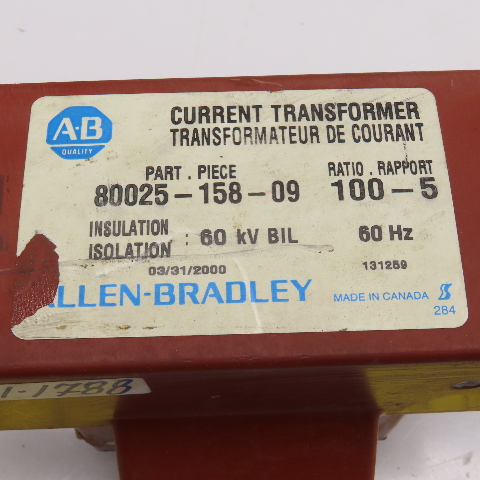 A-B
QUALITY
CURRENT TRANSFORMER
TRANSFORMATEUR DE COURANT
PART . PIECE RATIO . RAPPORT
80025-158-09 100-5
INSULATION
ISOLATION : 60 kV BIL 60 Hz
03/31/2000 131259
ALLEN-BRADLEY MADE IN CANADA
284
1-1788